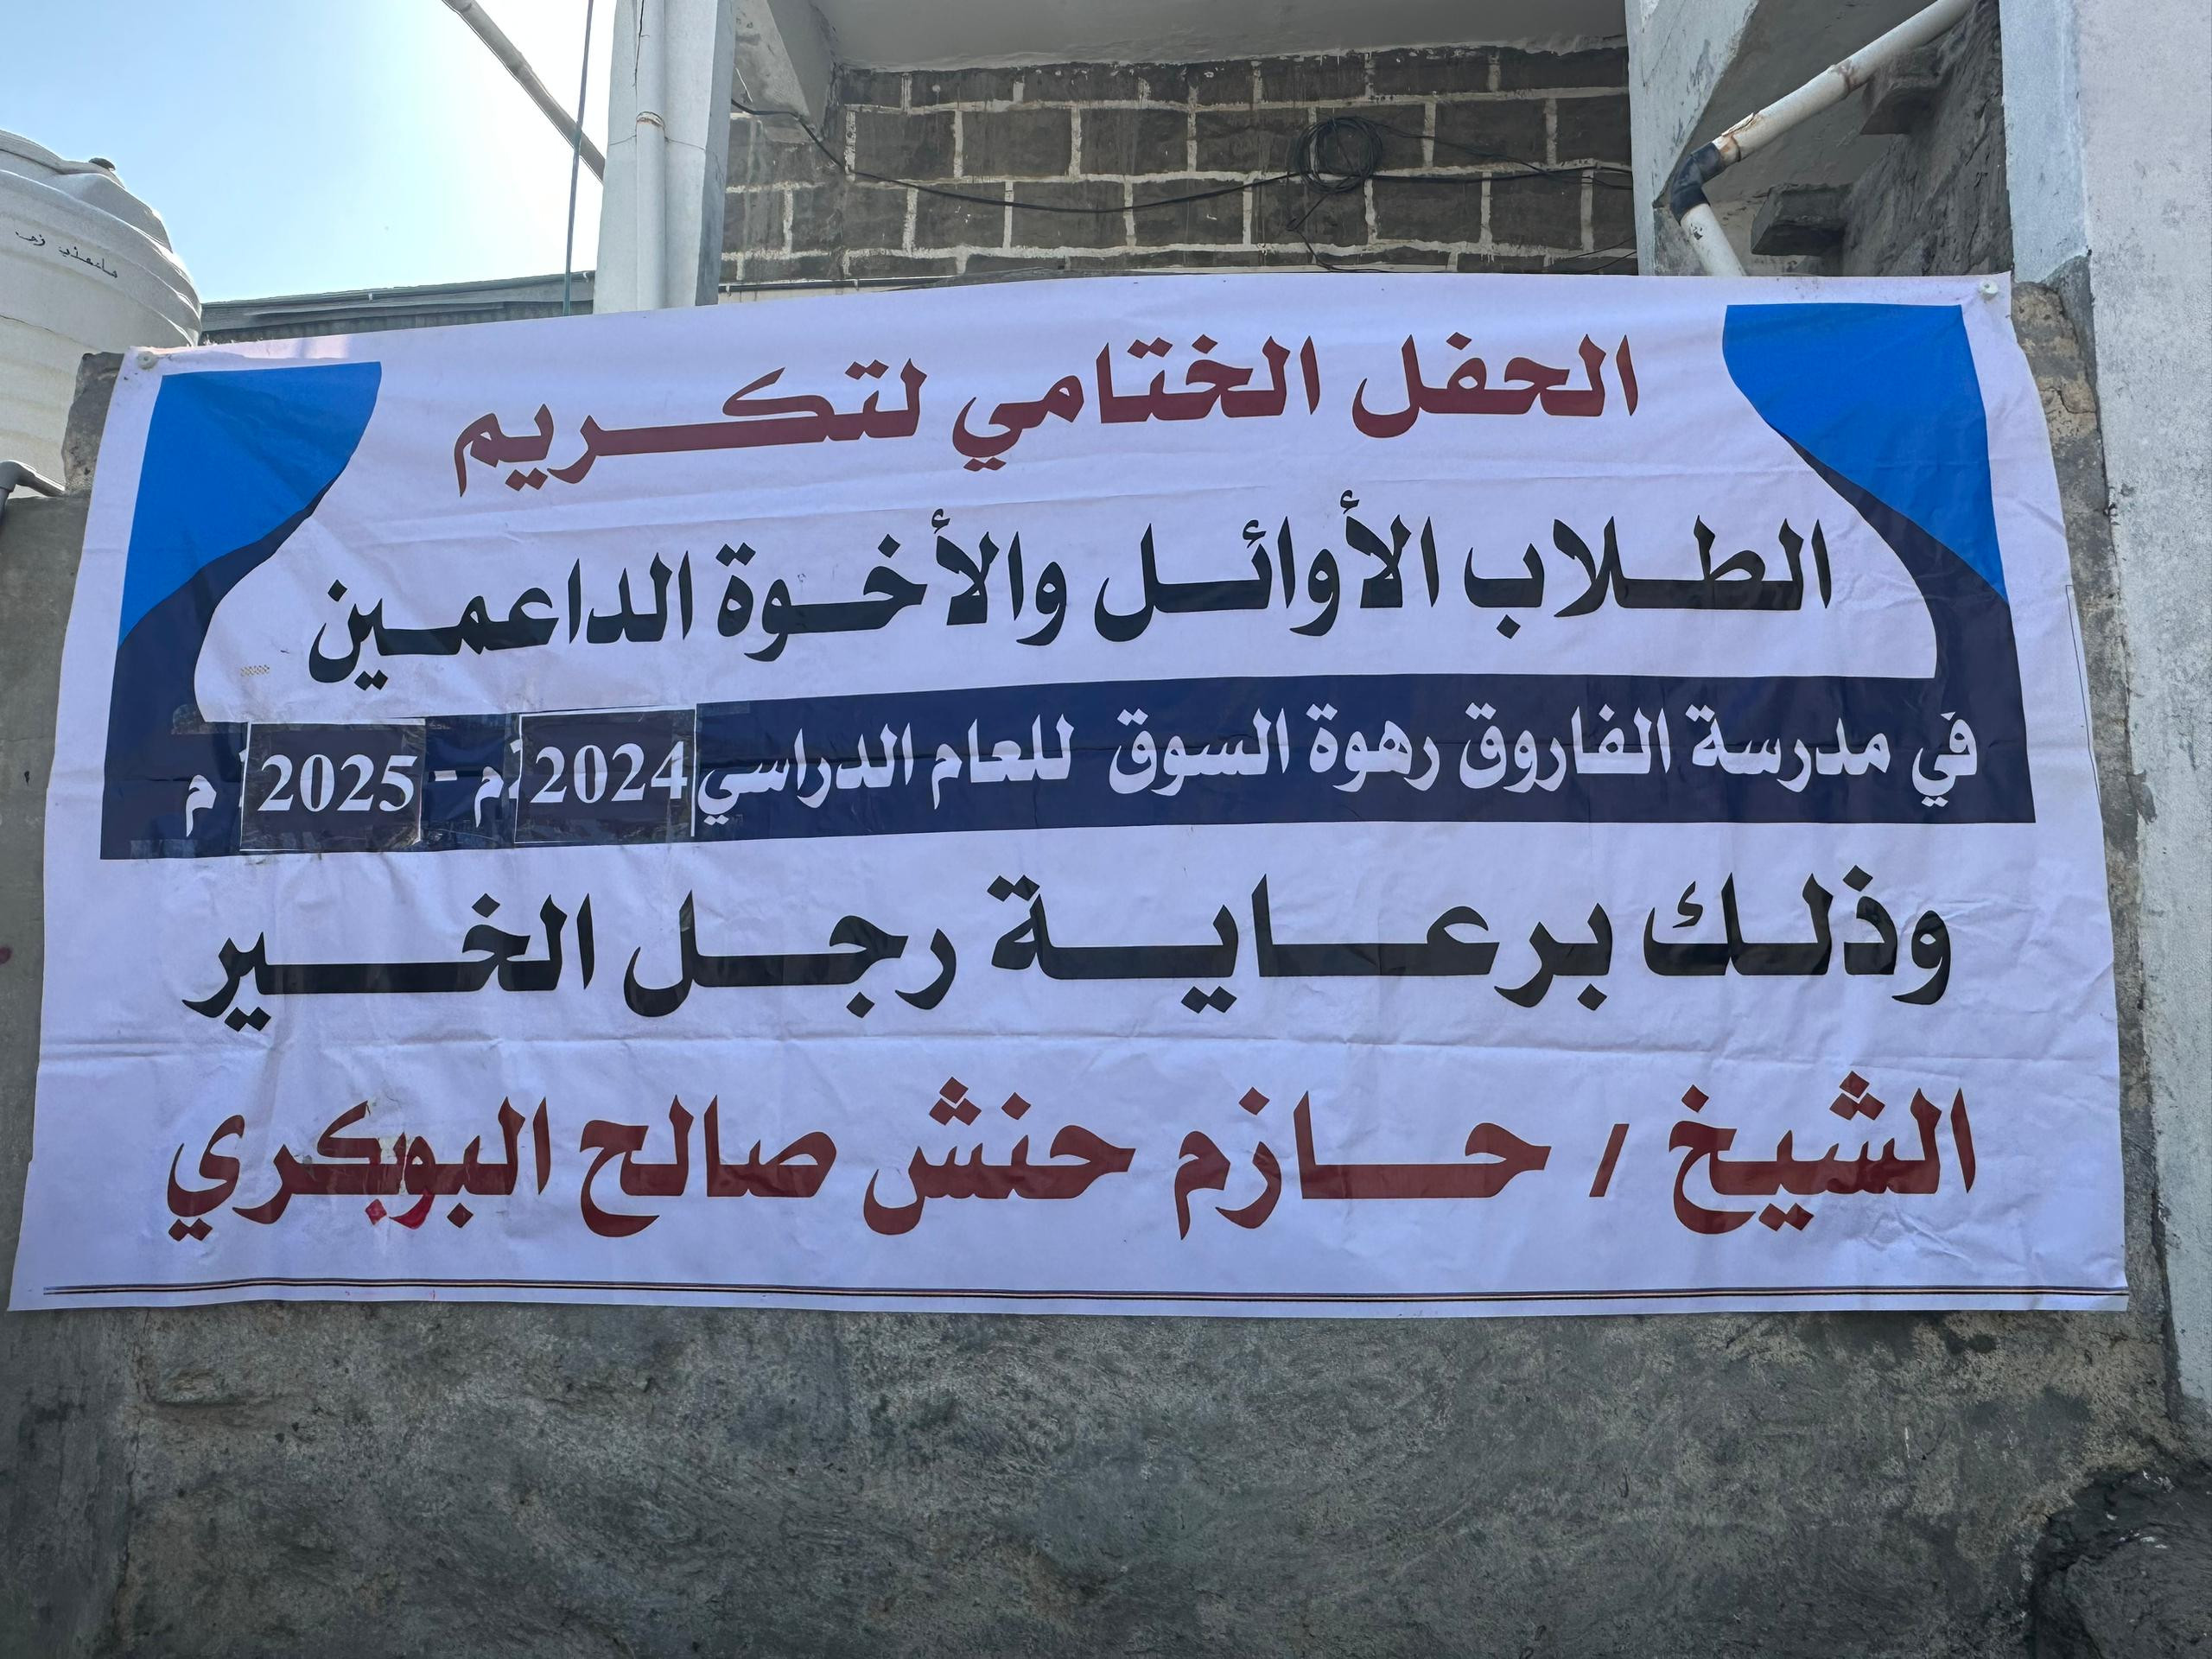 الحفل الختامي لتكريم
الطلاب الأوائل والأخوة الداعمين
في مدرسة الفاروق رهوة السوق للعام الدراسي 2024م - 2025م
وذلك برعاية رجل الخير
الشيخ / حازم حنش صالح البوبكري